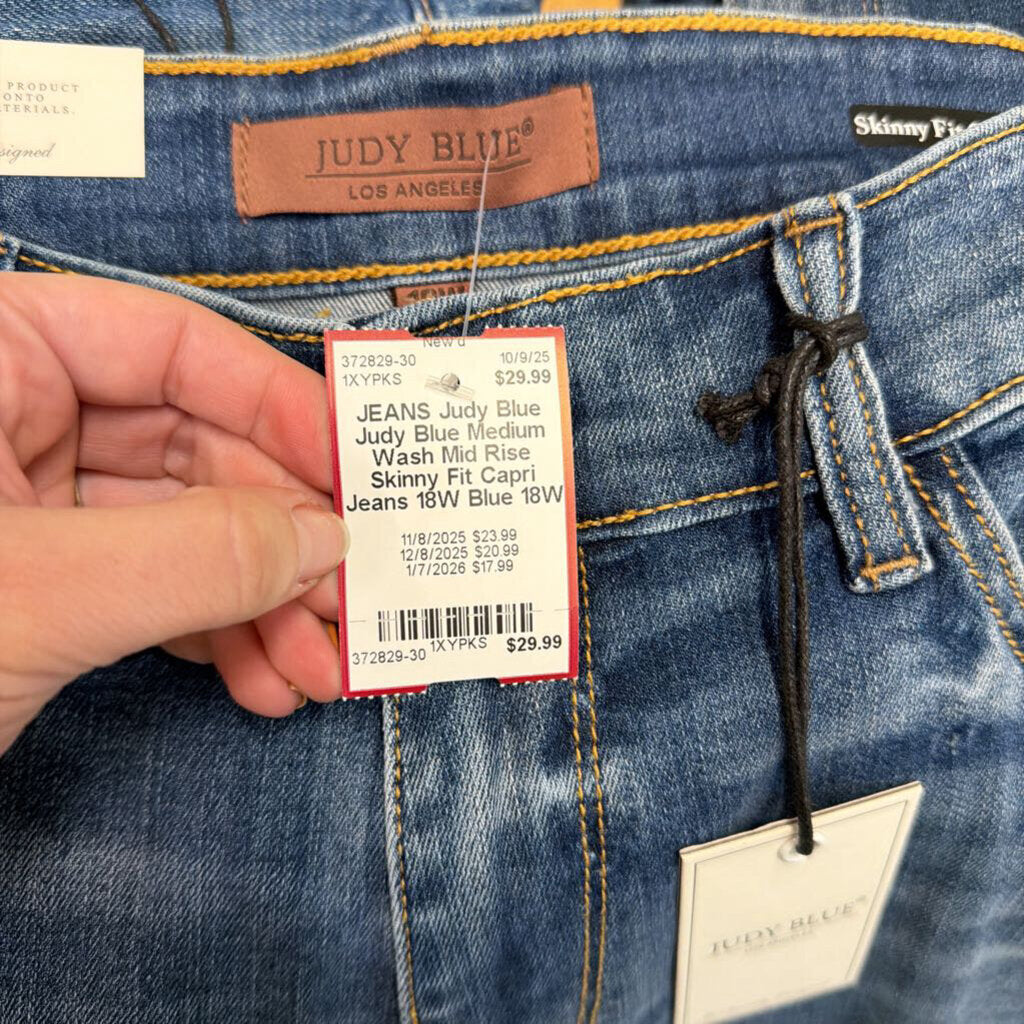 PRODUCT
ONTO
TERIALS.
signed
JUDY BLUE®
LOS ANGELES
Skinny Fit
18W
New'd
372829-30 10/9/25
1XYPKS $29.99
JEANS Judy Blue
Judy Blue Medium
Wash Mid Rise
Skinny Fit Capri
Jeans 18W Blue 18W
11/8/2025 $23.99
12/8/2025 $20.99
1/7/2026 $17.99
372829-30 1XYPKS $29.99
JUDY BLUE®
LOS ANGELES